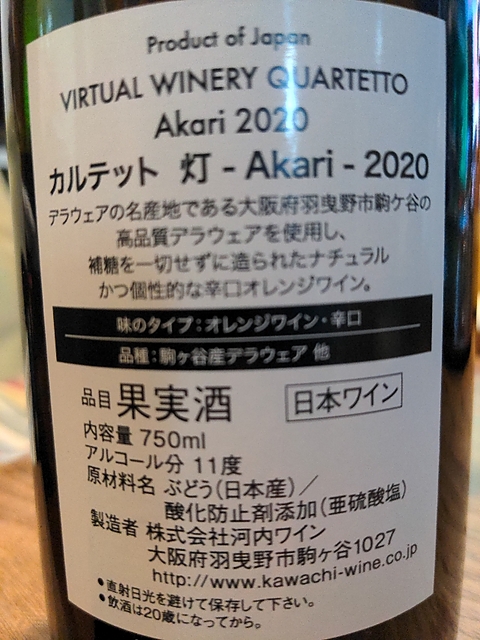 Product of Japan
VIRTUAL WINERY QUARTETTO
Akari 2020
カルテット 灯 - Akari - 2020
デラウェアの名産地である大阪府羽曳野市駒ケ谷の
高品質デラウェアを使用し、
補糖を一切せずに造られたナチュラル
かつ個性的な辛口オレンジワイン。
味のタイプ：オレンジワイン・辛口
品種：駒ヶ谷産デラウェア 他
品目 果実酒 日本ワイン
内容量 750ml
アルコール分 11度
原材料名 ぶどう（日本産）／
酸化防止剤添加（亜硫酸塩）
製造者 株式会社河内ワイン
大阪府羽曳野市駒ケ谷1027
http://www.kawachi-wine.co.jp
●直射日光を避けて保存して下さい。
●飲酒は20歳になってから。